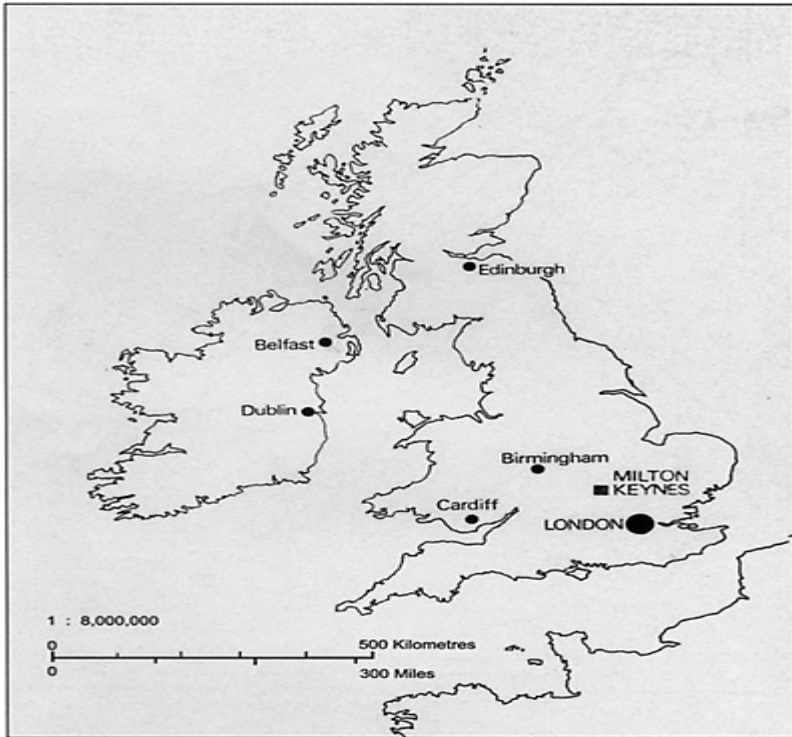 Edinburgh
Belfast
Dublin
Birmingham
MILTON
KEYNES
Cardiff
LONDON
1 : 8,000,000
0 500 Kilometres
0 300 Miles